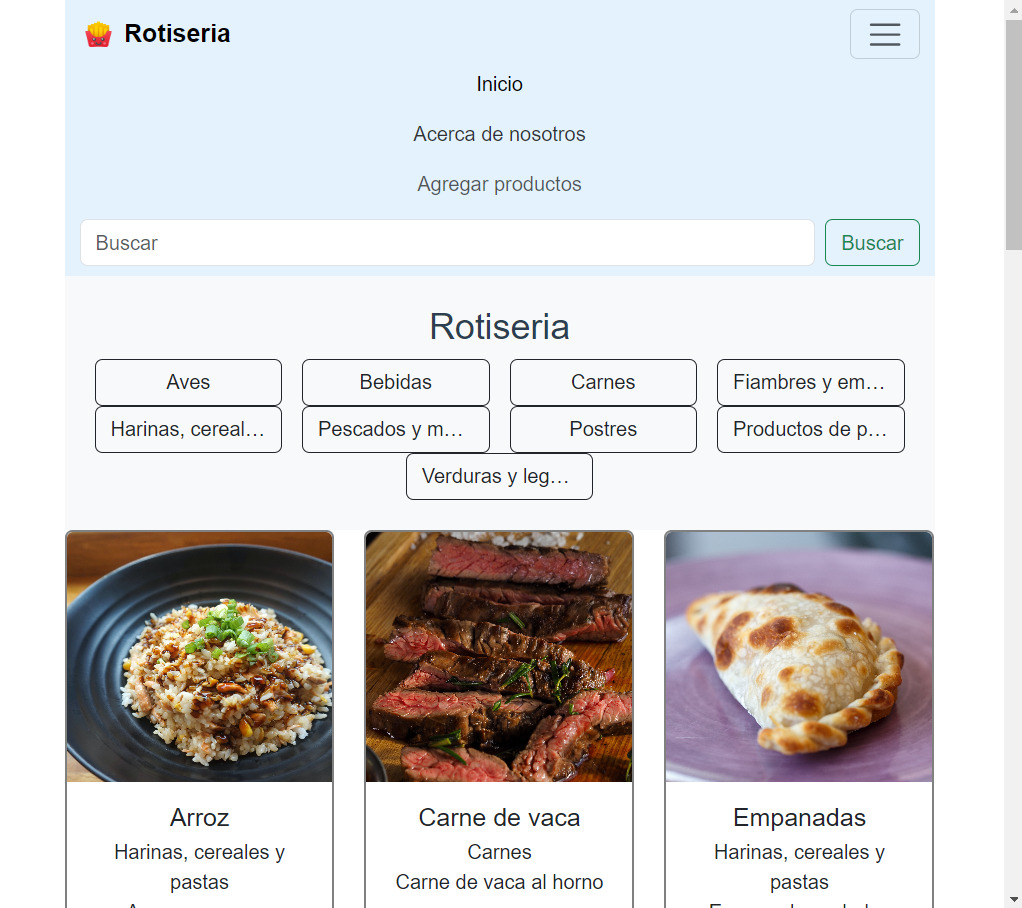 Rotiseria
Inicio
Acerca de nosotros
Agregar productos
Buscar
Buscar
Rotiseria
Aves
Bebidas
Carnes
Fiambres y em…
Harinas, cereal…
Pescados y m…
Postres
Productos de p…
Verduras y leg…
Arroz
Harinas, cereales y
pastas
Carne de vaca
Carnes
Carne de vaca al horno
Empanadas
Harinas, cereales y
pastas